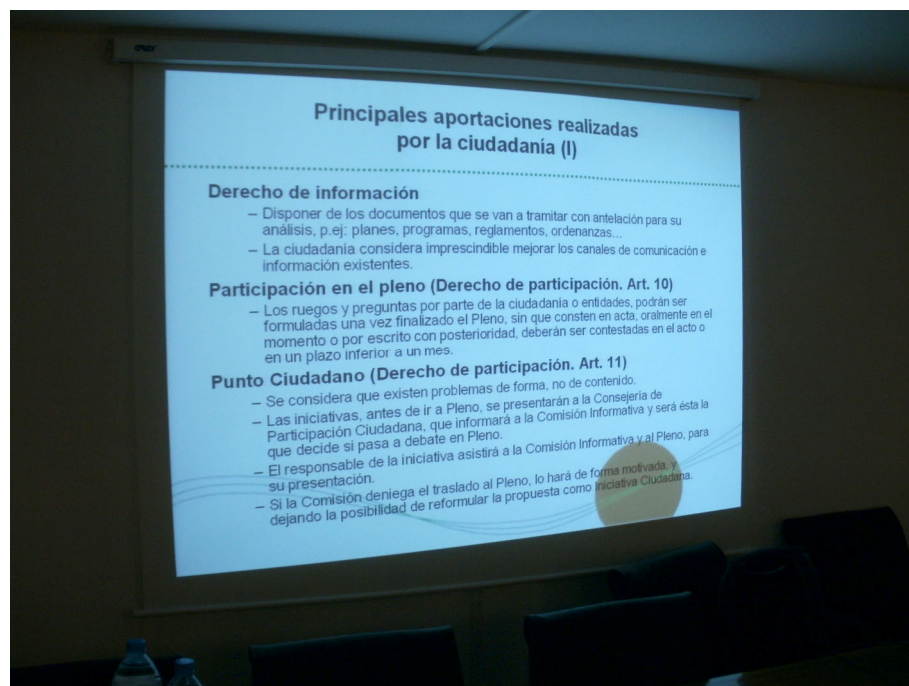 Principales aportaciones realizadas
por la ciudadanía (I)
Derecho de información
– Disponer de los documentos que se van a tramitar con antelación para su
análisis, p.ej: planes, programas, reglamentos, ordenanzas...
– La ciudadanía considera imprescindible mejorar los canales de comunicación e
información existentes.
Participación en el pleno (Derecho de participación. Art. 10)
– Los ruegos y preguntas por parte de la ciudadanía o entidades, podrán ser
formuladas una vez finalizado el Pleno, sin que consten en acta, oralmente en el
momento o por escrito con posterioridad, deberán ser contestadas en el acto o
en un plazo inferior a un mes.
Punto Ciudadano (Derecho de participación. Art. 11)
– Se considera que existen problemas de forma, no de contenido.
– Las iniciativas, antes de ir a Pleno, se presentarán a la Consejería de
Participación Ciudadana, que informará a la Comisión Informativa y será ésta la
que decide si pasa a debate en Pleno.
– El responsable de la iniciativa asistirá a la Comisión Informativa y al Pleno, para
su presentación.
– Si la Comisión deniega el traslado al Pleno, lo hará de forma motivada, y
dejando la posibilidad de reformular la propuesta como Iniciativa Ciudadana.